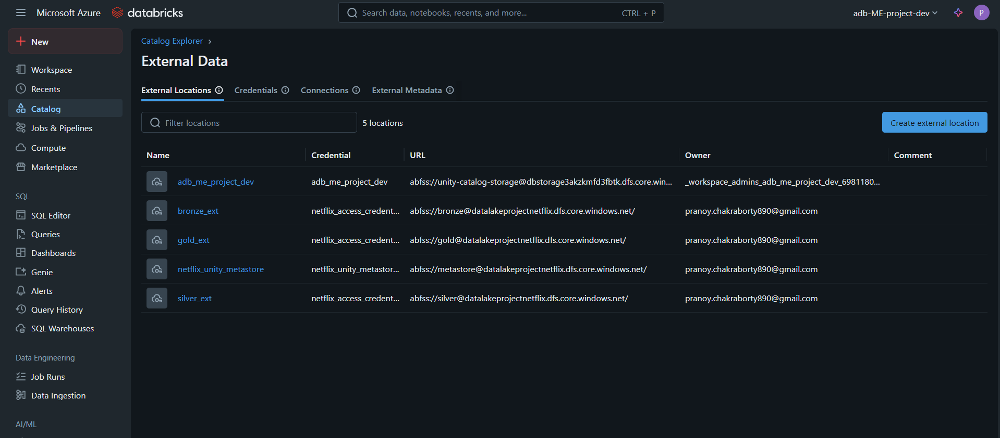 Microsoft Azure databricks
Search data, notebooks, recents, and more... CTRL + P
adb-ME-project-dev
P
New
Workspace
Recents
Catalog
Jobs & Pipelines
Compute
Marketplace
SQL
SQL Editor
Queries
Dashboards
Genie
Alerts
Query History
SQL Warehouses
Data Engineering
Job Runs
Data Ingestion
AI/ML
Catalog Explorer
External Data
External Locations Credentials Connections External Metadata
Filter locations 5 locations Create external location
Name Credential URL Owner Comment
adb_me_project_dev adb_me_project_dev abfss://unity-catalog-storage@dbstorage3akzkmfd3fbtk.dfs.core.win... _workspace_admins_adb_me_project_dev_6981180...
bronze_ext netflix_access_credent... abfss://bronze@datalakeprojectnetflix.dfs.core.windows.net/ pranoy.chakraborty890@gmail.com
gold_ext netflix_access_credent... abfss://gold@datalakeprojectnetflix.dfs.core.windows.net/ pranoy.chakraborty890@gmail.com
netflix_unity_metastore netflix_unity_metastor... abfss://metastore@datalakeprojectnetflix.dfs.core.windows.net/ pranoy.chakraborty890@gmail.com
silver_ext netflix_access_credent... abfss://silver@datalakeprojectnetflix.dfs.core.windows.net/ pranoy.chakraborty890@gmail.com